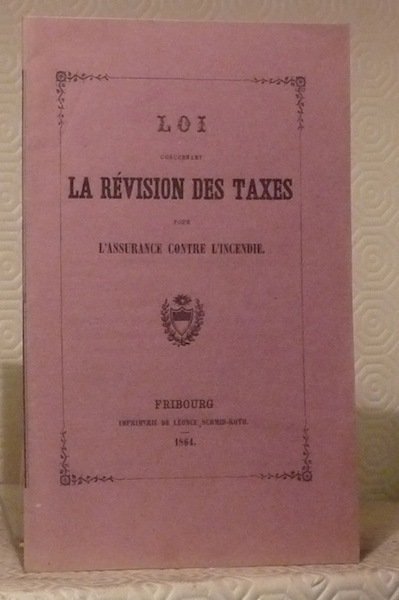 LOI
CONCERNANT
LA RÉVISION DES TAXES
POUR
L'ASSURANCE CONTRE L'INCENDIE.
FRIBOURG
IMPRIMERIE DE LÉONCE SCHMID-ROTH.
1864.